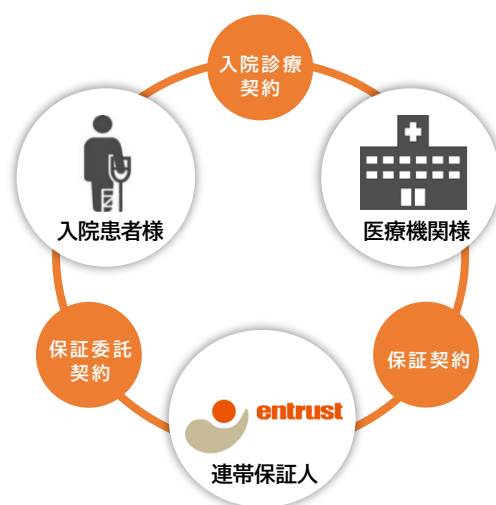 入院診療
契約
入院患者様
医療機関様
保証委託
契約
保証契約
entrust
連帯保証人